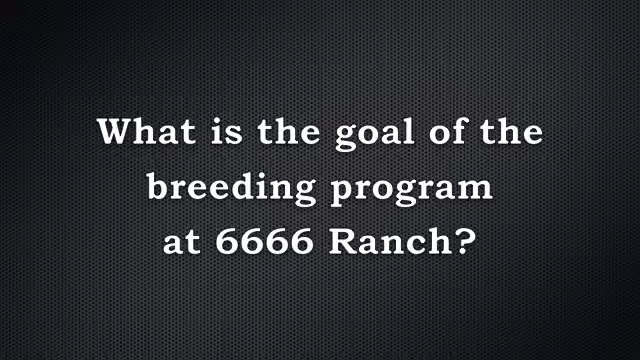 What is the goal of the
breeding program
at 6666 Ranch?